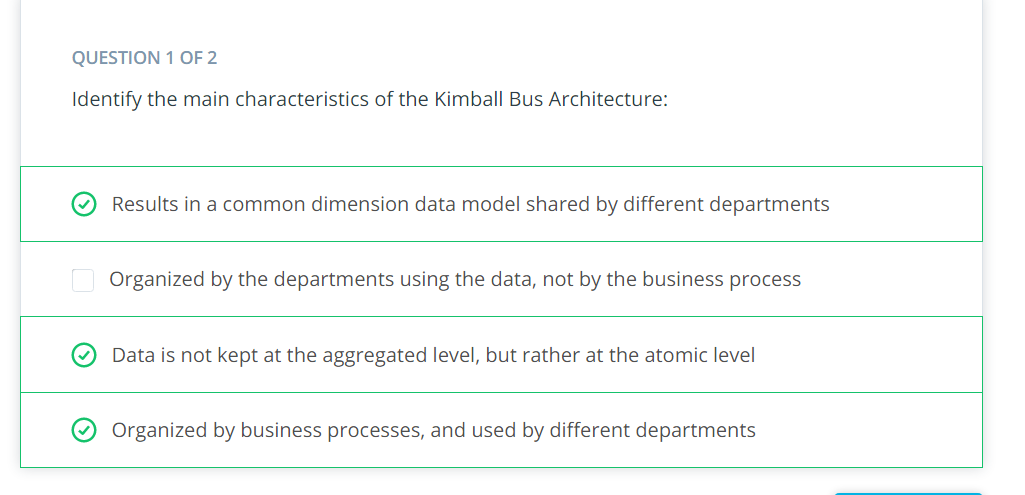 QUESTION 1 OF 2
Identify the main characteristics of the Kimball Bus Architecture:
Results in a common dimension data model shared by different departments
Organized by the departments using the data, not by the business process
Data is not kept at the aggregated level, but rather at the atomic level
Organized by business processes, and used by different departments